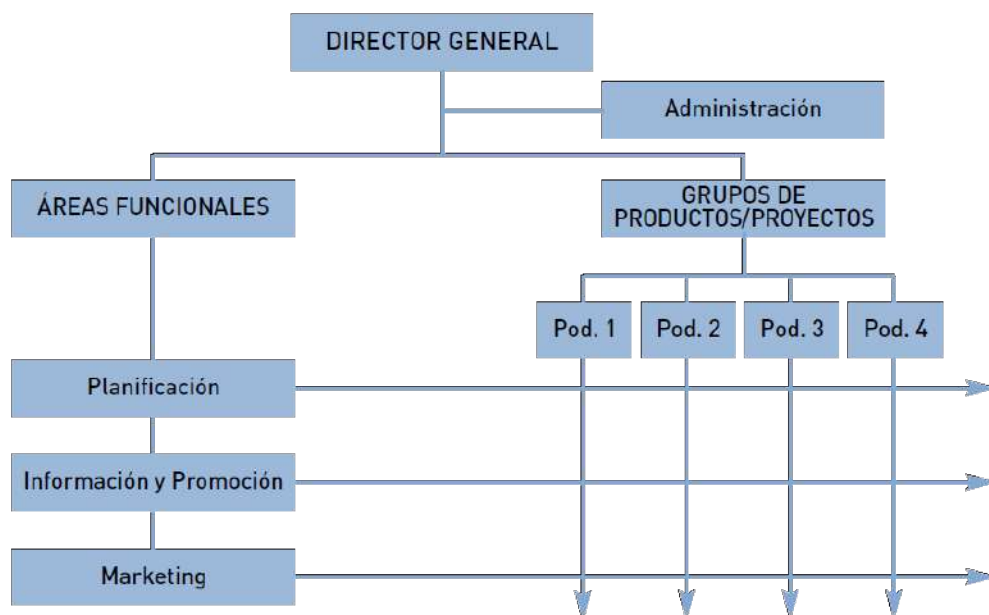 DIRECTOR GENERAL
Administración
ÁREAS FUNCIONALES
GRUPOS DE
PRODUCTOS/PROYECTOS
Pod. 1
Pod. 2
Pod. 3
Pod. 4
Planificación
Información y Promoción
Marketing